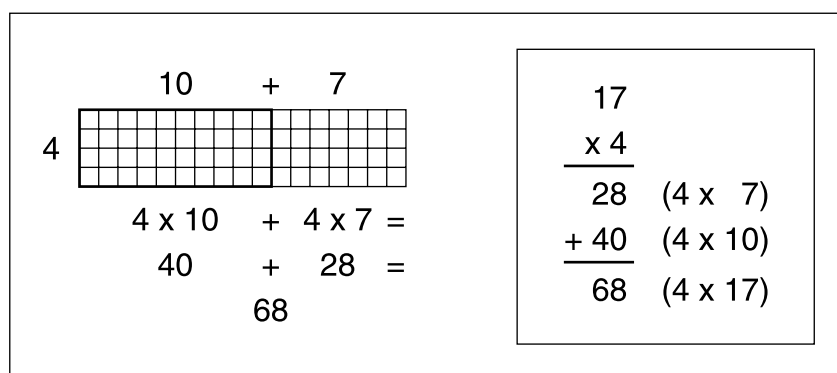 10 + 7
4
4 x 10 + 4 x 7 =
40 + 28 =
68
17
x 4
28 (4 x 7)
+ 40 (4 x 10)
68 (4 x 17)